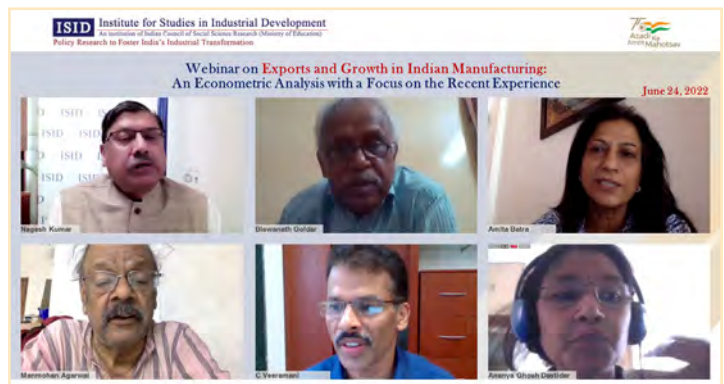 ISID Institute for Studies in Industrial Development
An institution of Indian Council of Social Science Research (Ministry of Education)
Policy Research to Foster India's Industrial Transformation
Azadi Ka
Amrit Mahotsav
Webinar on Exports and Growth in Indian Manufacturing:
An Econometric Analysis with a Focus on the Recent Experience
June 24, 2022
ISID
ISID
ISID
Nagesh Kumar
Biswanath Goldar
Amita Batra
Manmohan Agarwal
C Veeramani
Ananya Ghosh Dastidar